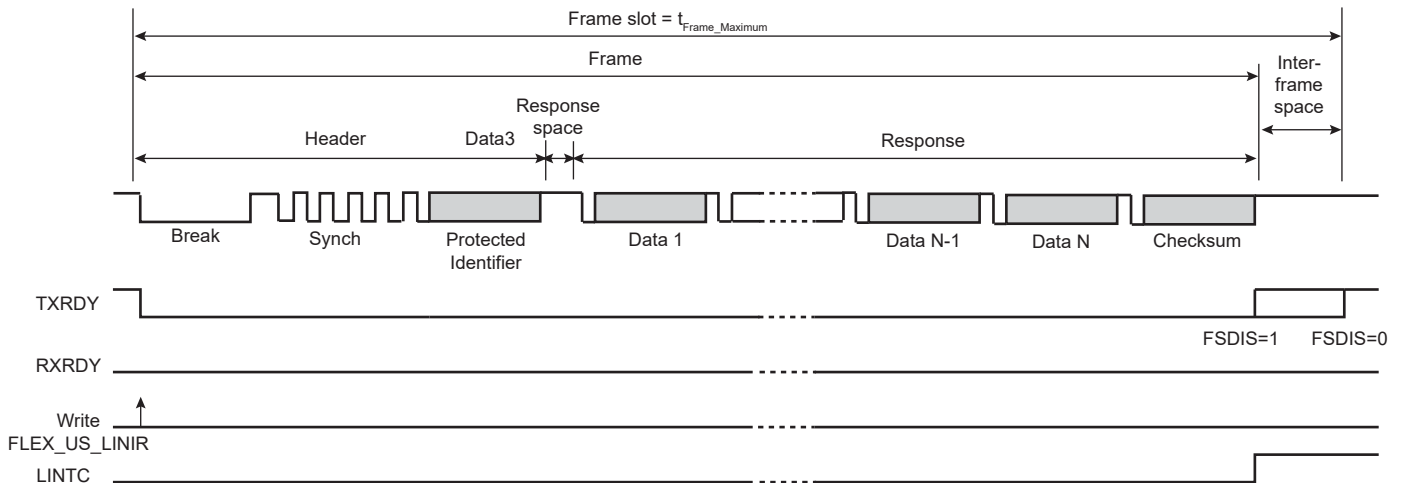 Frame slot = tFrame_Maximum
Frame
Inter-
frame
space
Response
space
Header
Data3
Response
Break
Synch
Protected
Identifier
Data 1
Data N-1
Data N
Checksum
TXRDY
FSDIS=1
FSDIS=0
RXRDY
Write
FLEX_US_LINIR
LINTC